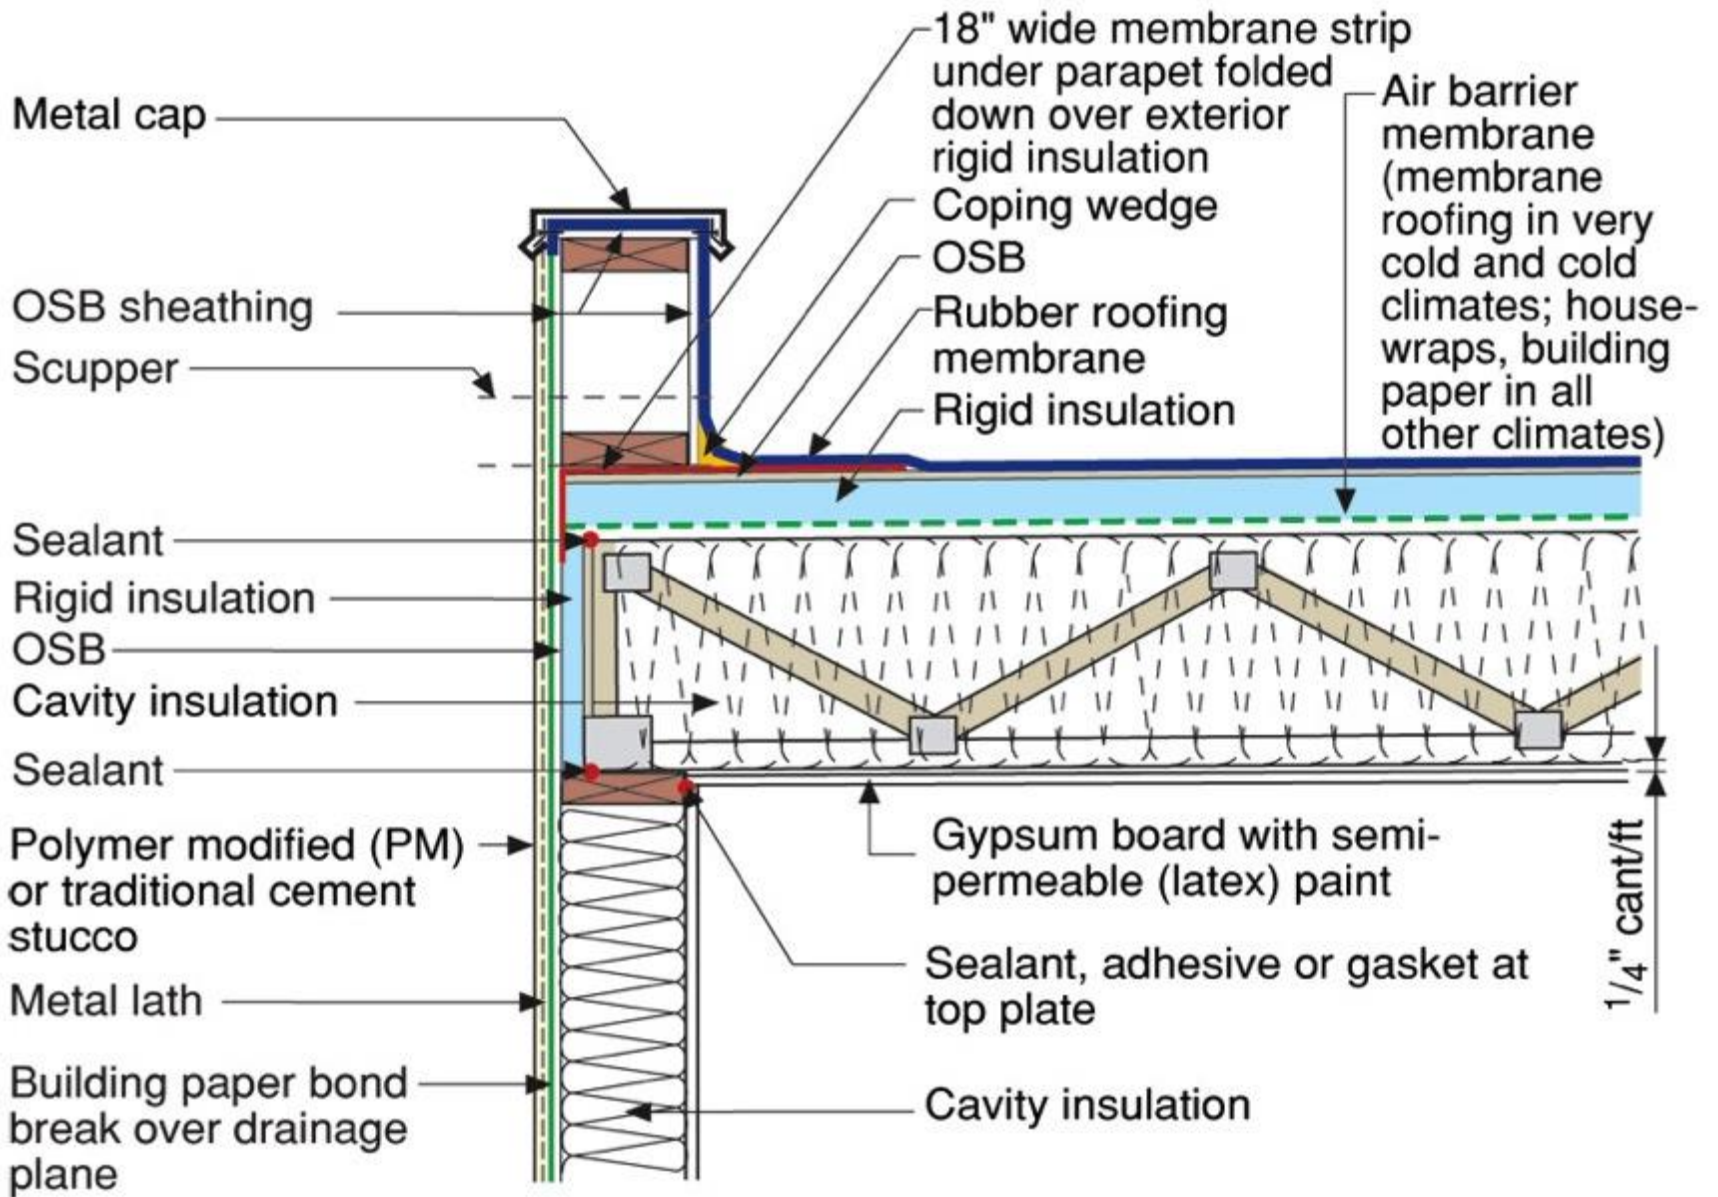 Metal cap
OSB sheathing
Scupper
Sealant
Rigid insulation
OSB
Cavity insulation
Sealant
Polymer modified (PM)
or traditional cement
stucco
Metal lath
Building paper bond
break over drainage
plane
18" wide membrane strip
under parapet folded
down over exterior
rigid insulation
Coping wedge
OSB
Rubber roofing
membrane
Rigid insulation
Air barrier
membrane
(membrane
roofing in very
cold and cold
climates; house-
wraps, building
paper in all
other climates)
Gypsum board with semi-
permeable (latex) paint
Sealant, adhesive or gasket at
top plate
Cavity insulation
1/4" cant/ft